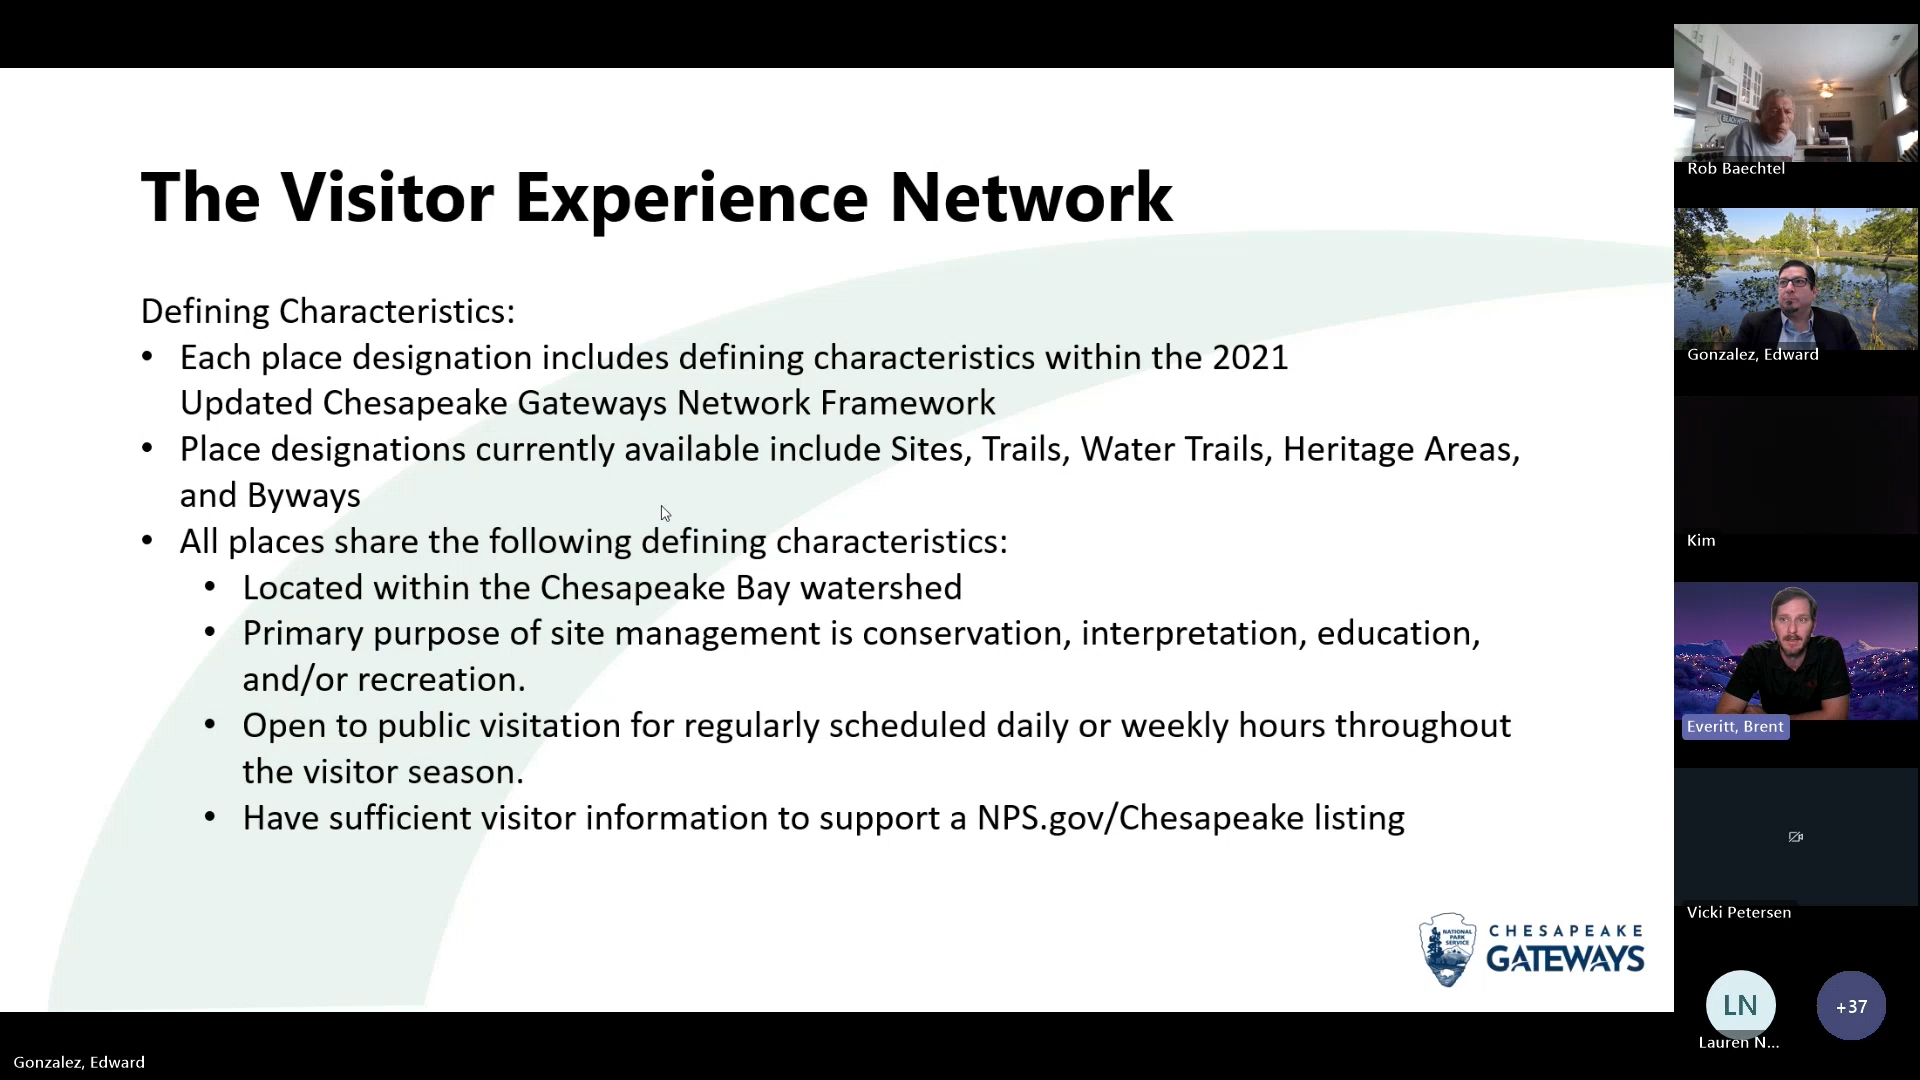 The Visitor Experience Network
Defining Characteristics:
• Each place designation includes defining characteristics within the 2021
Updated Chesapeake Gateways Network Framework
• Place designations currently available include Sites, Trails, Water Trails, Heritage Areas,
and Byways
• All places share the following defining characteristics:
• Located within the Chesapeake Bay watershed
• Primary purpose of site management is conservation, interpretation, education,
and/or recreation.
• Open to public visitation for regularly scheduled daily or weekly hours throughout
the visitor season.
• Have sufficient visitor information to support a NPS.gov/Chesapeake listing
NATIONAL
PARK
SERVICE
CHESAPEAKE
GATEWAYS
Rob Baechtel
Gonzalez, Edward
Kim
Everitt, Brent
Vicki Petersen
LN
Lauren N...
+37
Gonzalez, Edward